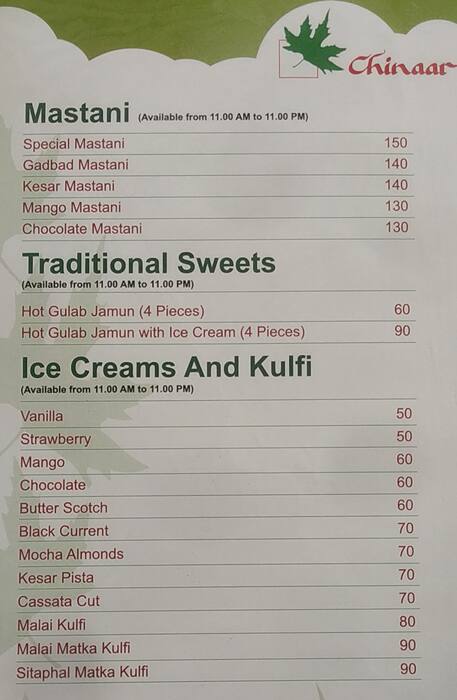 Chinaar
Mastani (Available from 11.00 AM to 11.00 PM)
Special Mastani 150
Gadbad Mastani 140
Kesar Mastani 140
Mango Mastani 130
Chocolate Mastani 130
Traditional Sweets
(Available from 11.00 AM to 11.00 PM)
Hot Gulab Jamun (4 Pieces) 60
Hot Gulab Jamun with Ice Cream (4 Pieces) 90
Ice Creams And Kulfi
(Available from 11.00 AM to 11.00 PM)
Vanilla 50
Strawberry 50
Mango 60
Chocolate 60
Butter Scotch 60
Black Current 70
Mocha Almonds 70
Kesar Pista 70
Cassata Cut 70
Malai Kulfi 80
Malai Matka Kulfi 90
Sitaphal Matka Kulfi 90